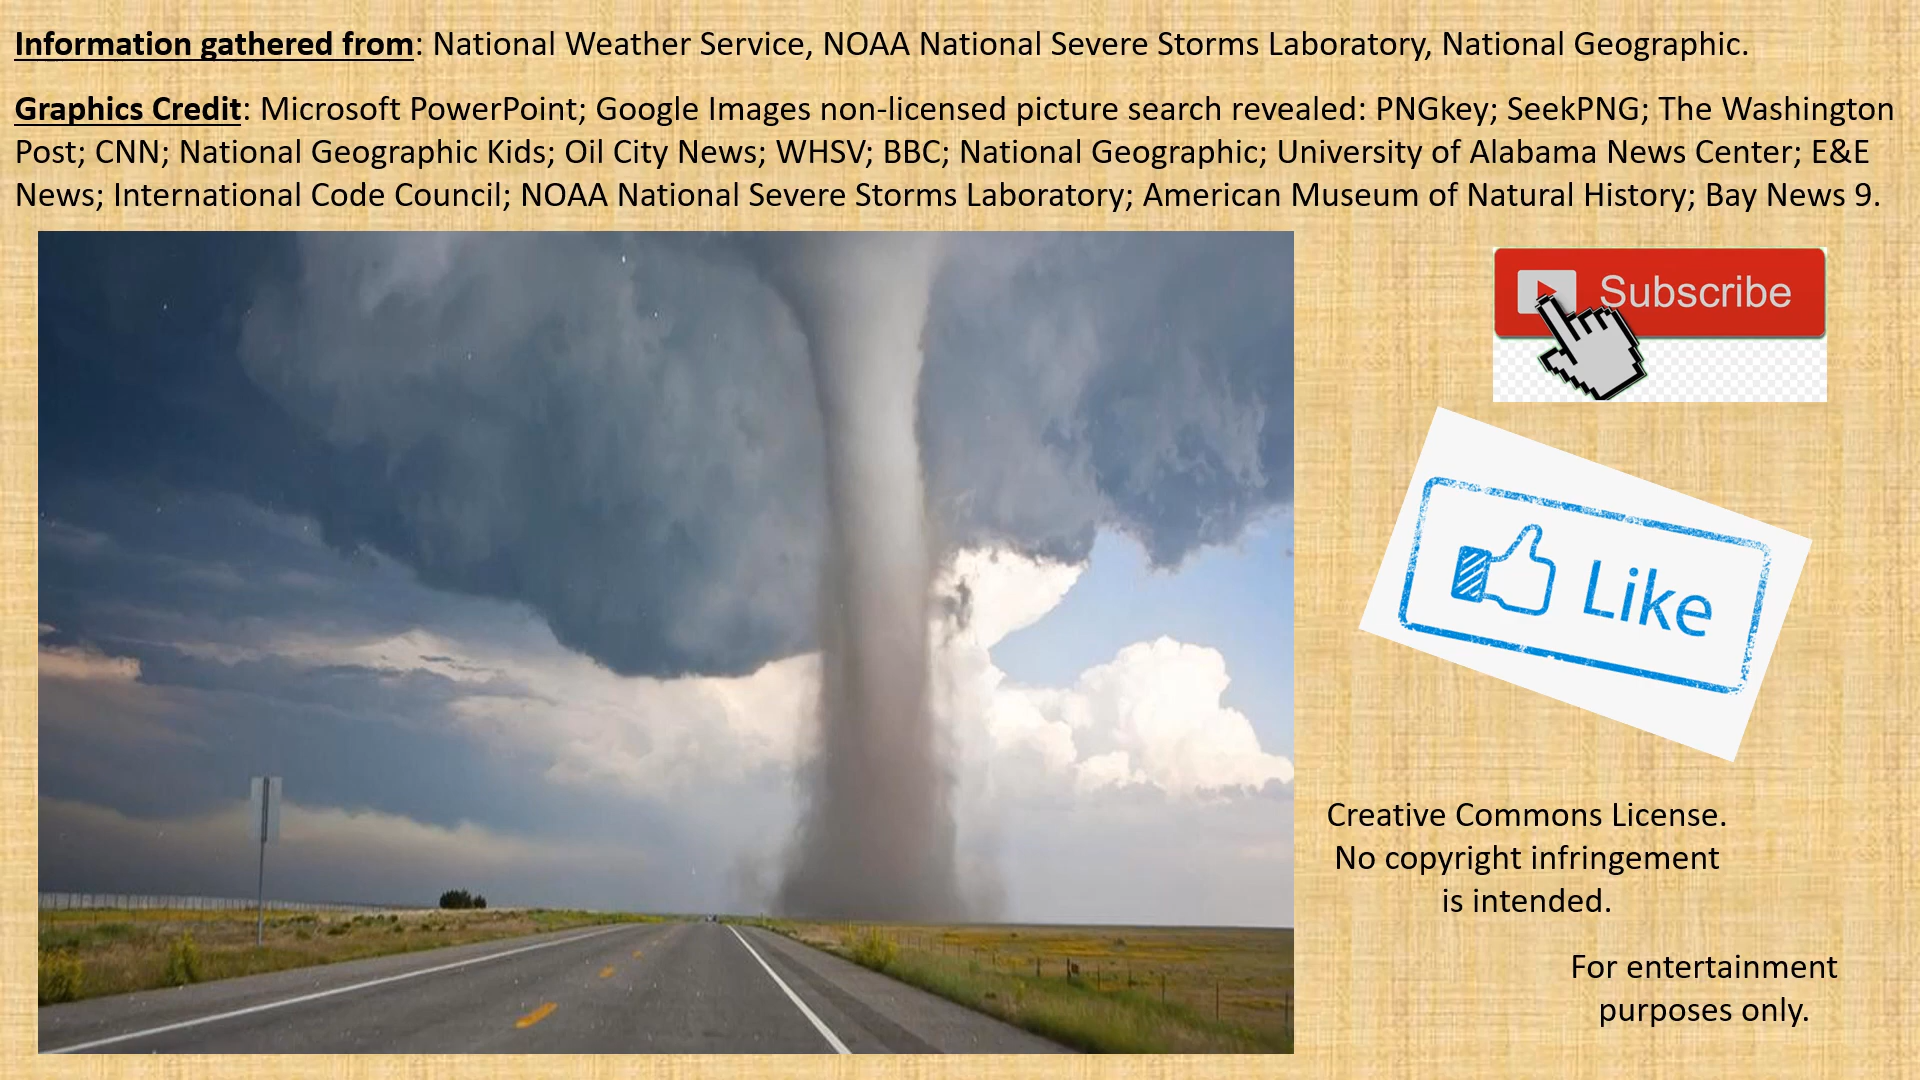 Information gathered from: National Weather Service, NOAA National Severe Storms Laboratory, National Geographic.
Graphics Credit: Microsoft PowerPoint; Google Images non-licensed picture search revealed: PNGkey; SeekPNG; The Washington
Post; CNN; National Geographic Kids; Oil City News; WHSV; BBC; National Geographic; University of Alabama News Center; E&E
News; International Code Council; NOAA National Severe Storms Laboratory; American Museum of Natural History; Bay News 9.
Subscribe
Like
Creative Commons License.
No copyright infringement
is intended.
For entertainment
purposes only.